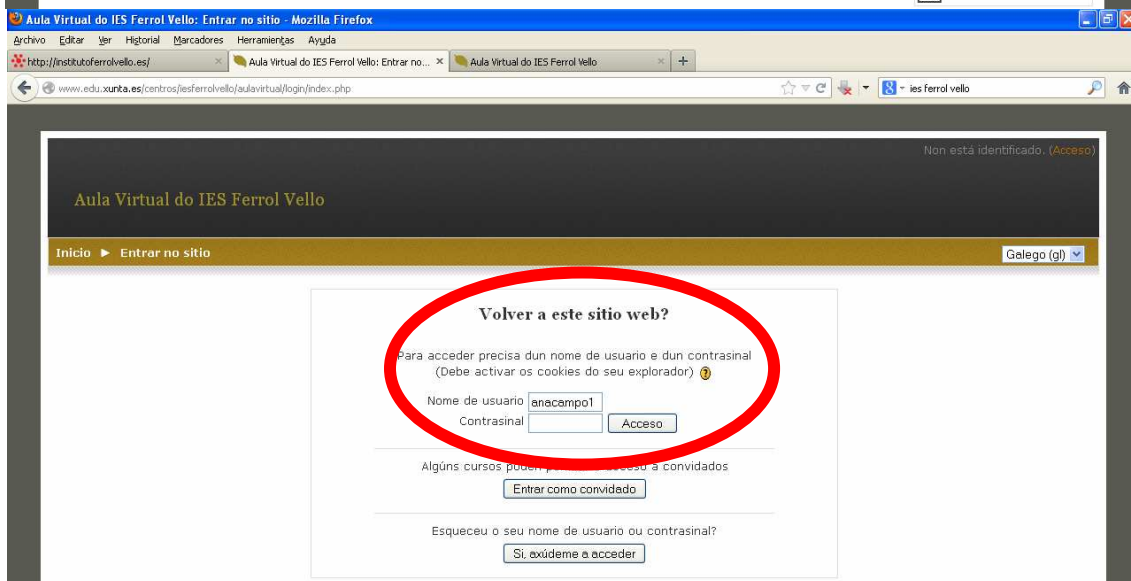 Aula Virtual do IES Ferrol Vello: Entrar no sitio - Mozilla Firefox
Archivo Editar Ver Historial Marcadores Herramientas Ayuda
http://institutoferrolvello.es/ × Aula Virtual do IES Ferrol Vello: Entrar no... × Aula Virtual do IES Ferrol Vello × +
www.edu.xunta.es/centros/iesferrolvello/aulavirtual/login/index.php ies ferrol vello
Non está identificado. (Acceso)
Aula Virtual do IES Ferrol Vello
Inicio ► Entrar no sitio Galego (gl)
Volver a este sitio web?
Para acceder precisa dun nome de usuario e dun contrasinal
(Debe activar os cookies do seu explorador) ?
Nome de usuario anacampo1
Contrasinal Acceso
Algúns cursos poden a convidados
Entrar como convidado
Esqueceu o seu nome de usuario ou contrasinal?
Si, axúdeme a acceder